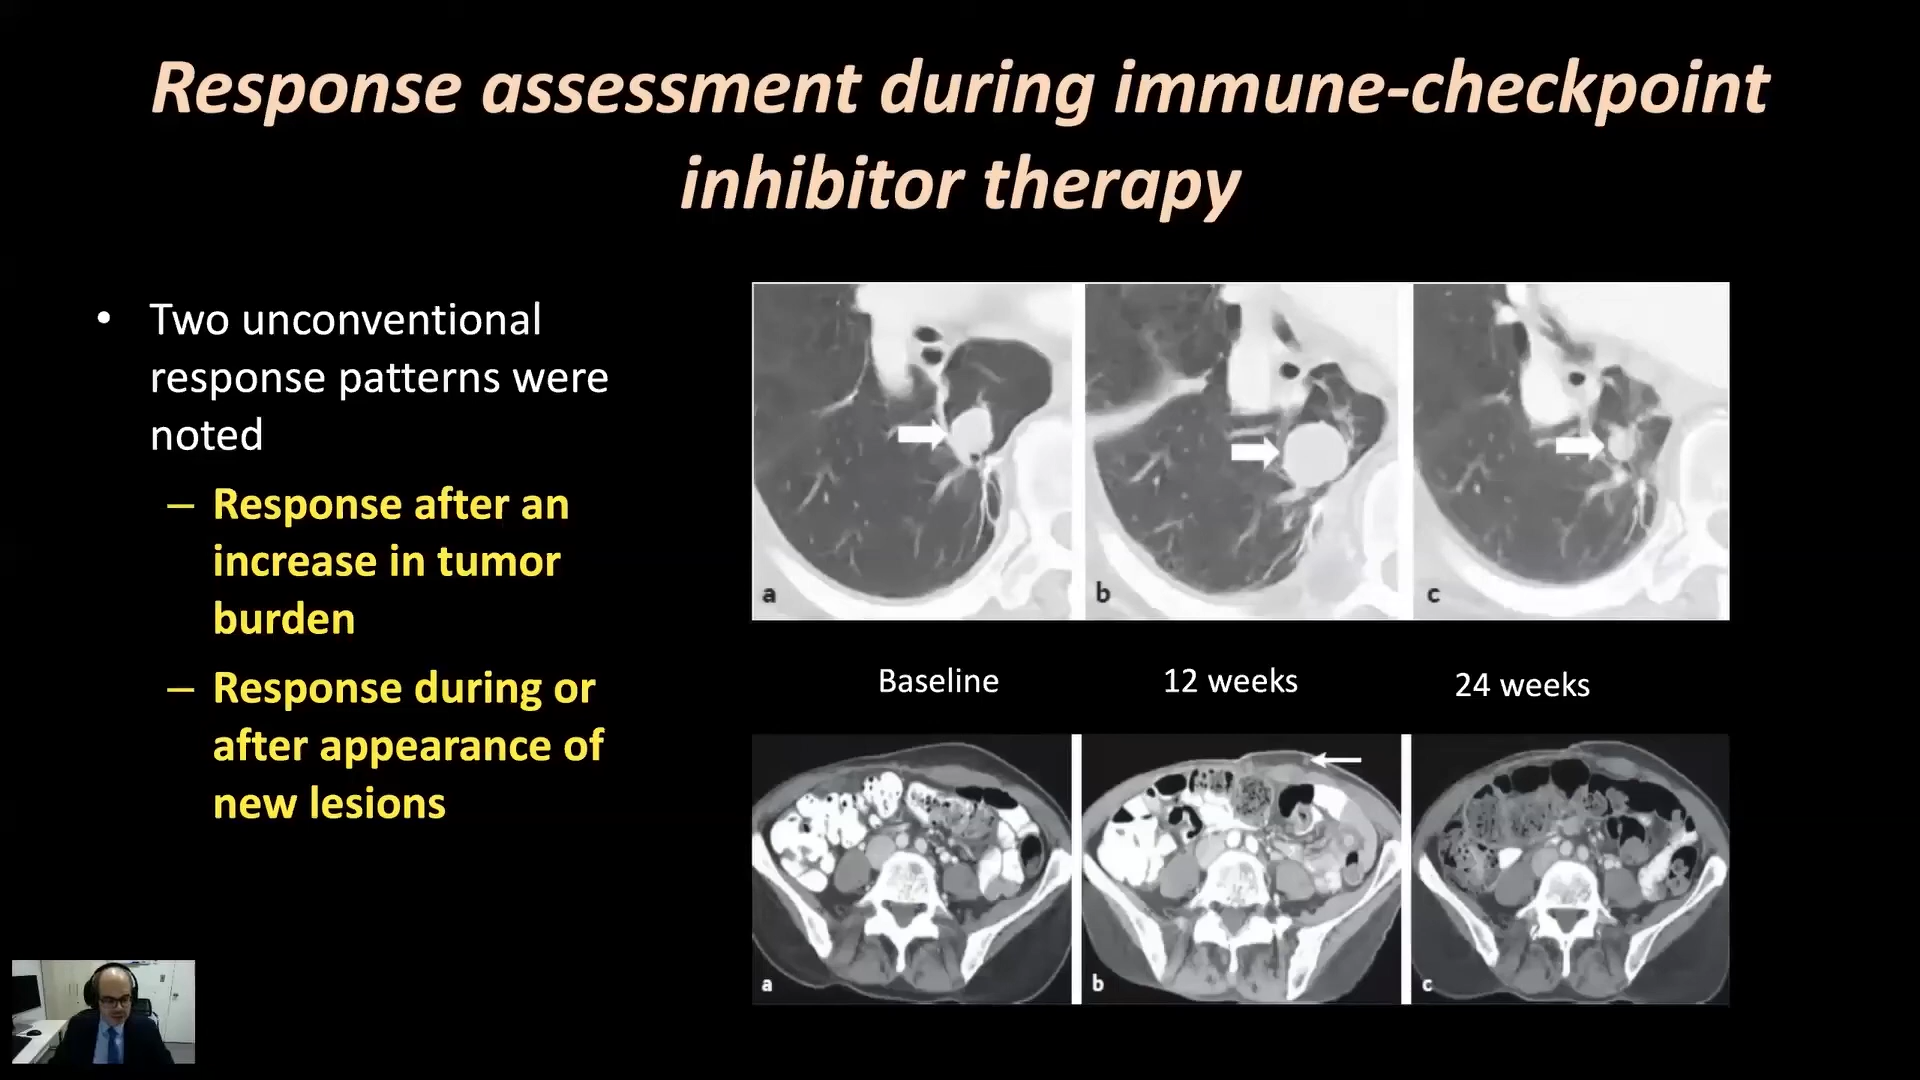 Response assessment during immune-checkpoint
inhibitor therapy
• Two unconventional
response patterns were
noted
– Response after an
increase in tumor
burden
– Response during or
after appearance of
new lesions
a b c
Baseline 12 weeks 24 weeks
a b c